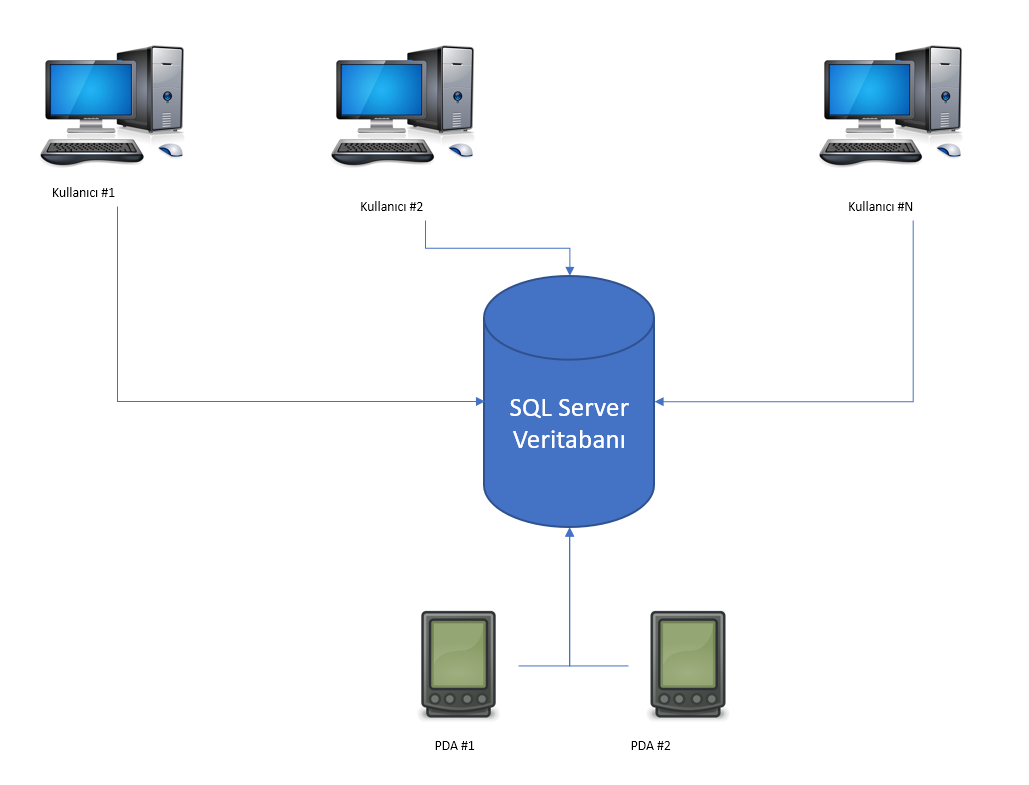 Kullanıcı #1
Kullanıcı #2
Kullanıcı #N
SQL Server
Veritabanı
PDA #1
PDA #2